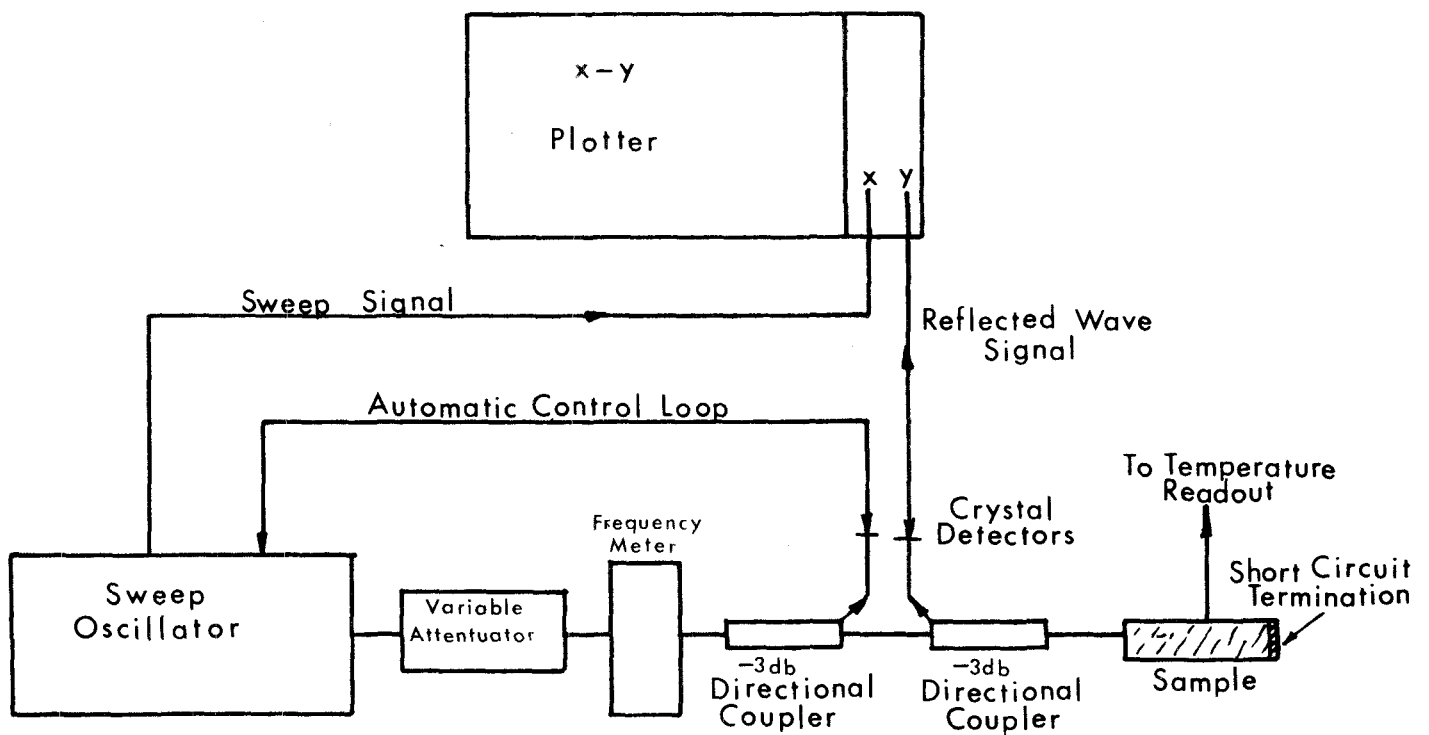 x-y
Plotter
x y
Sweep Signal
Reflected Wave
Signal
Automatic Control Loop
To Temperature
Readout
Frequency
Meter
Crystal
Detectors
Short Circuit
Termination
Sweep
Oscillator
Variable
Attentuator
-3db
Directional
Coupler
-3db
Directional
Coupler
Sample